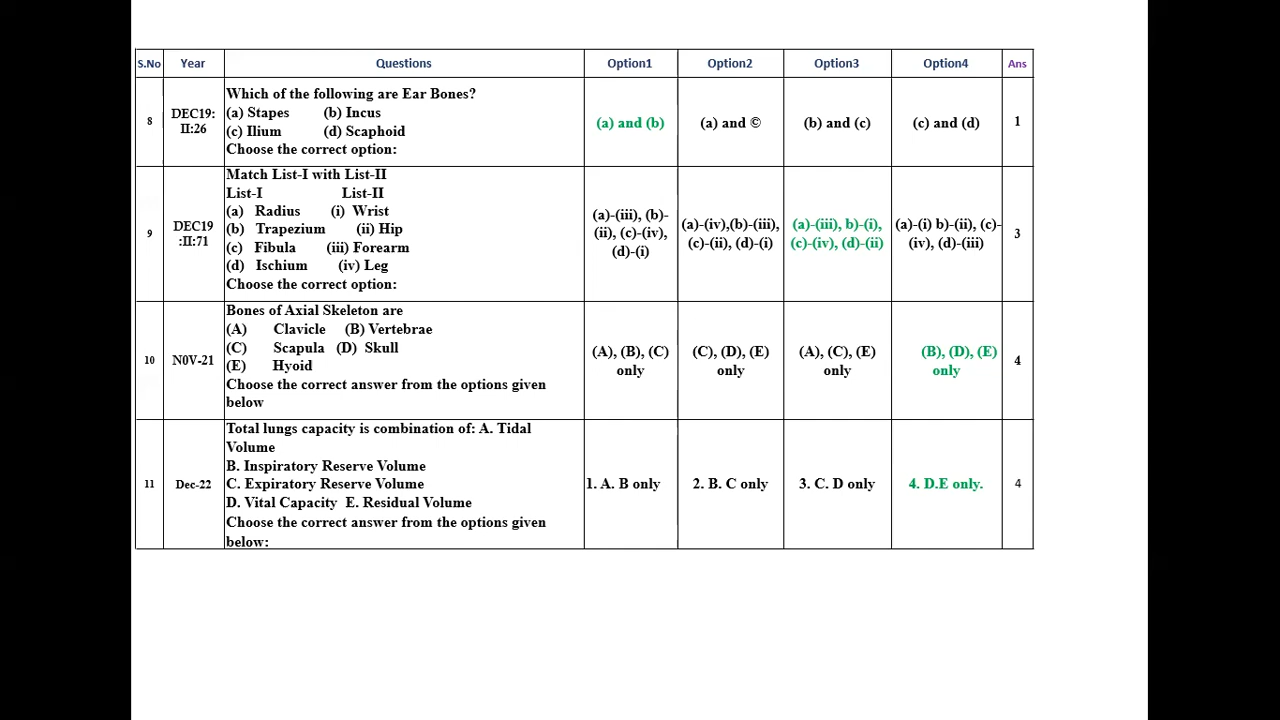 S.No Year Questions Option1 Option2 Option3 Option4 Ans
8
DEC19:
II:26
Which of the following are Ear Bones?
(a) Stapes (b) Incus
(c) Ilium (d) Scaphoid
Choose the correct option:
(a) and (b)
(a) and ©
(b) and (c)
(c) and (d)
1
9
DEC19
:II:71
Match List-I with List-II
List-I List-II
(a) Radius (i) Wrist
(b) Trapezium (ii) Hip
(c) Fibula (iii) Forearm
(d) Ischium (iv) Leg
Choose the correct option:
(a)-(iii), (b)-
(ii), (c)-(iv),
(d)-(i)
(a)-(iv),(b)-(iii),
(c)-(ii), (d)-(i)
(a)-(iii), b)-(i),
(c)-(iv), (d)-(ii)
(a)-(i) b)-(ii), (c)-
(iv), (d)-(iii)
3
10
N0V-21
Bones of Axial Skeleton are
(A) Clavicle (B) Vertebrae
(C) Scapula (D) Skull
(E) Hyoid
Choose the correct answer from the options given
below
(A), (B), (C)
only
(C), (D), (E)
only
(A), (C), (E)
only
(B), (D), (E)
only
4
11
Dec-22
Total lungs capacity is combination of: A. Tidal
Volume
B. Inspiratory Reserve Volume
C. Expiratory Reserve Volume
D. Vital Capacity E. Residual Volume
Choose the correct answer from the options given
below:
1. A. B only
2. B. C only
3. C. D only
4. D.E only.
4